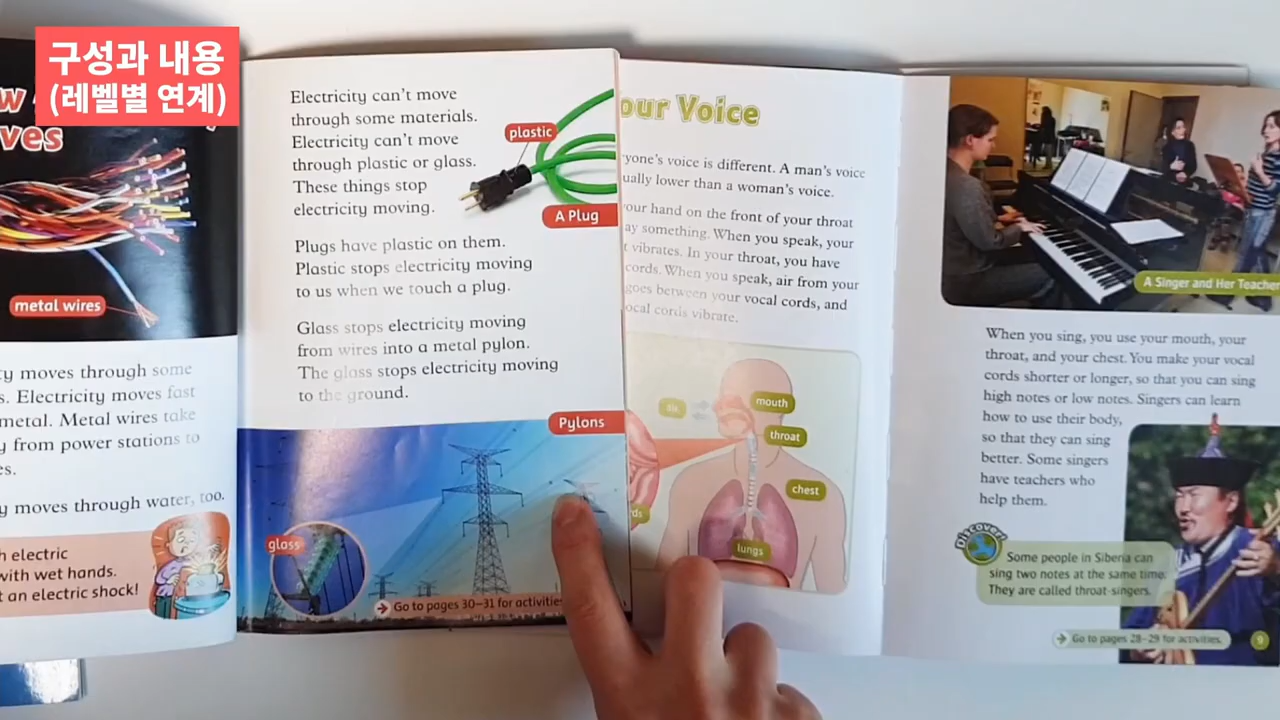 구성과 내용
(레벨별 연계)
metal wires
moves through some
Electricity moves fast
metal. Metal wires take
from power stations to
moves through water, too.
electric
with wet hands.
an electric shock!
Electricity can't move
through some materials.
Electricity can't move
through plastic or glass.
These things stop
electricity moving.
plastic
A Plug
Plugs have plastic on them.
Plastic stops electricity moving
to us when we touch a plug.
Glass stops electricity moving
from wires into a metal pylon.
The glass stops electricity moving
to the ground.
Pylons
glass
Go to pages 30–31 for
our Voice
voice is different. A man's voice
lower than a woman's voice.
your hand on the front of your throat
say something. When you speak, your
vibrates. In your throat, you have
cords. When you speak, air from your
goes between your vocal cords, and
vocal cords vibrate.
air
mouth
throat
chest
lungs
A Singer and Her Teacher
When you sing, you use your mouth, your
throat, and your chest. You make your vocal
cords shorter or longer, so that you can sing
high notes or low notes. Singers can learn
how to use their body,
so that they can sing
better. Some singers
have teachers who
help them.
Discover!
Some people in Siberia can
sing two notes at the same time.
They are called throat-singers.
Go to pages 28–29 for activities.
9